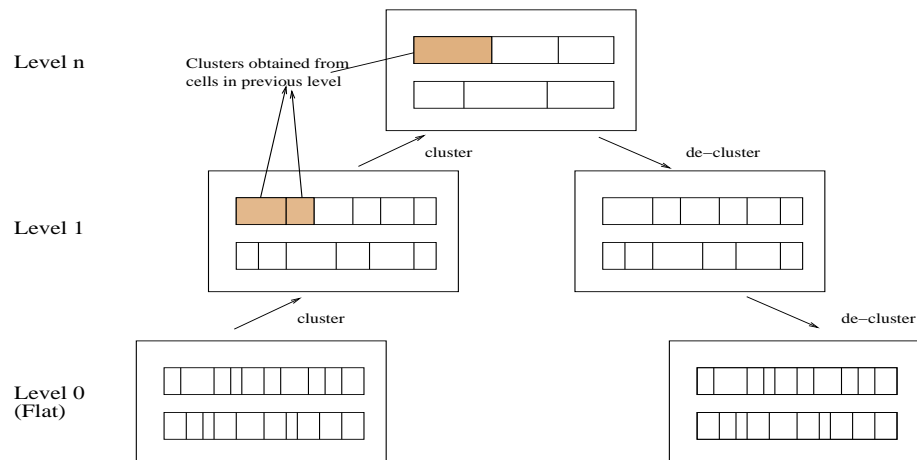 Level n
Clusters obtained from
cells in previous level
cluster
de−cluster
Level 1
cluster
de−cluster
Level 0
(Flat)